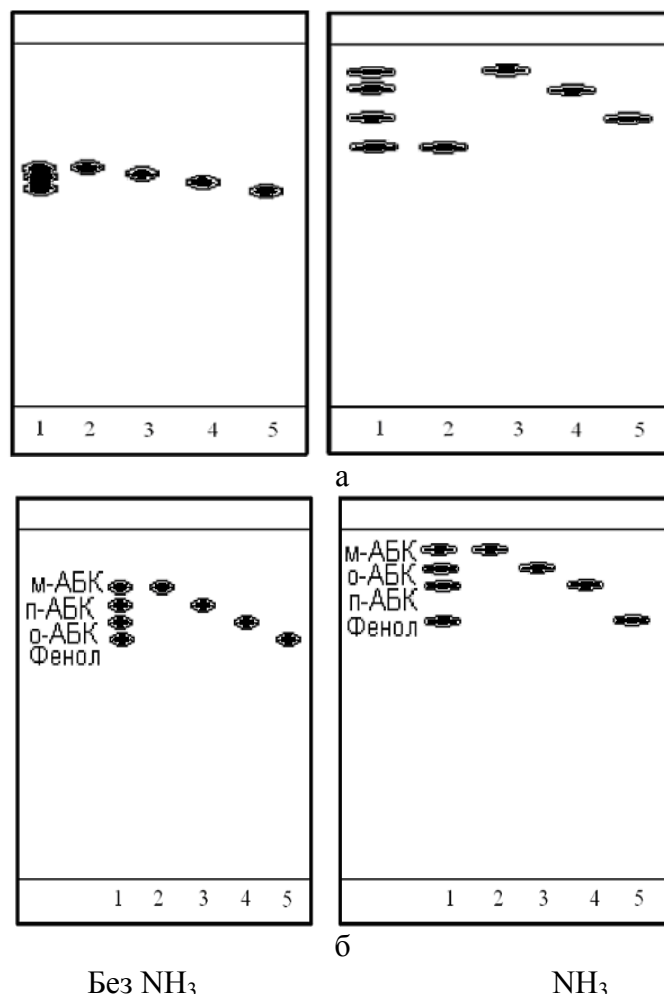 1 2 3 4 5
1 2 3 4 5
а
м-АБК
п-АБК
о-АБК
Фенол
1 2 3 4 5
м-АБК
о-АБК
п-АБК
Фенол
1 2 3 4 5
б
Без NH₃
NH₃